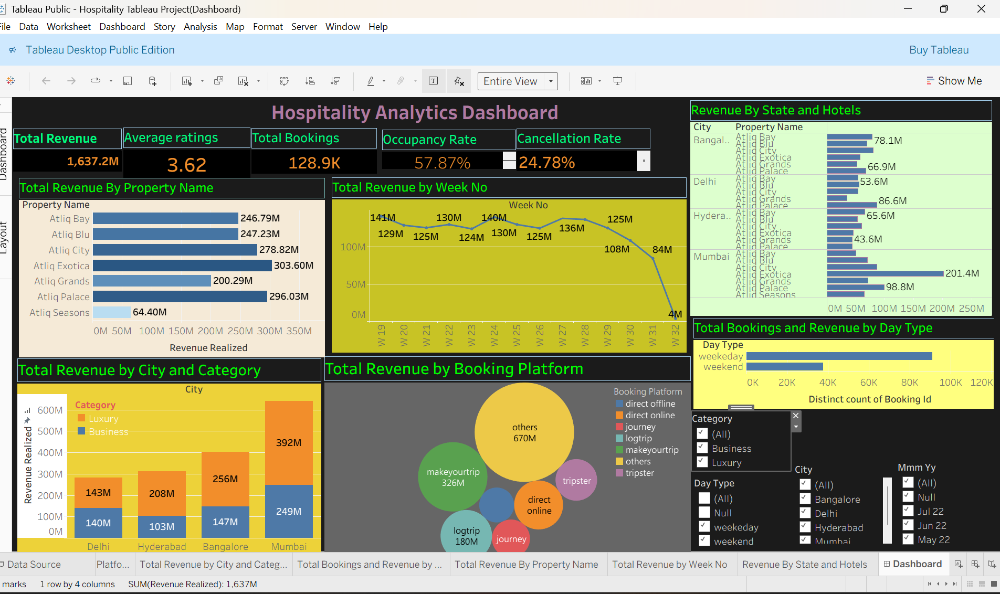 Tableau Public - Hospitality Tableau Project(Dashboard)
File Data Worksheet Dashboard Story Analysis Map Format Server Window Help
Tableau Desktop Public Edition
Buy Tableau
Entire View
Show Me
Dashboard
Layout
Hospitality Analytics Dashboard
Total Revenue
1,637.2M
Average ratings
3.62
Total Bookings
128.9K
Occupancy Rate
57.87%
Cancellation Rate
24.78%
Total Revenue By Property Name
Property Name
Atliq Bay 246.79M
Atliq Blu 247.23M
Atliq City 278.82M
Atliq Exotica 303.60M
Atliq Grands 200.29M
Atliq Palace 296.03M
Atliq Seasons 64.40M
0M 50M 100M 150M 200M 250M 300M 350M
Revenue Realized
Total Revenue by Week No
Week No
141M 130M 140M 125M
129M 125M 124M 130M 125M 136M
100M 108M 84M
50M
0M 4M
W 19 W 20 W 21 W 22 W 23 W 24 W 25 W 26 W 27 W 28 W 29 W 30 W 31 W 32
Revenue By State and Hotels
City Property Name
Bangal..
Atliq Bay 78.1M
Atliq Blu
Atliq City
Atliq Exotica
Atliq Grands 66.9M
Atliq Palace
Delhi
Atliq Bay 53.6M
Atliq Blu
Atliq City
Atliq Grands
Atliq Palace 86.6M
Hydera..
Atliq Bay 65.6M
Atliq Blu
Atliq City
Atliq Exotica
Atliq Grands 43.6M
Atliq Palace
Mumbai
Atliq Bay
Atliq Blu
Atliq City
Atliq Exotica 201.4M
Atliq Grands
Atliq Palace 98.8M
Atliq Seasons
0M 50M 100M 150M 200M 250M
Total Bookings and Revenue by Day Type
Day Type
weekeday
weekend
0K 20K 40K 60K 80K 100K 120K
Distinct count of Booking Id
Total Revenue by City and Category
City
Revenue Realized
600M
500M
400M
300M
200M
100M
0M
Category
Luxury
Business
143M 208M 256M 392M
140M 103M 147M 249M
Delhi Hyderabad Bangalore Mumbai
Total Revenue by Booking Platform
others
670M
makeyourtrip
326M
tripster
direct
online
logtrip
180M
journey
Booking Platform
direct offline
direct online
journey
logtrip
makeyourtrip
others
tripster
Category
(All)
Business
Luxury
Day Type
(All)
Null
weekeday
weekend
City
(All)
Bangalore
Delhi
Hyderabad
Mumbai
Mmm Yy
(All)
Null
Jul 22
Jun 22
May 22
Data Source Platfo... Total Revenue by City and Categ... Total Bookings and Revenue by ... Total Revenue By Property Name Total Revenue by Week No Revenue By State and Hotels Dashboard
marks 1 row by 4 columns SUM(Revenue Realized): 1,637M